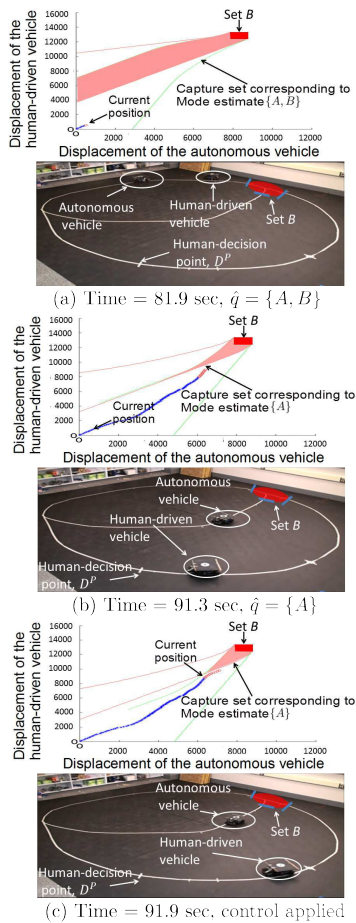 Set B
Displacement of the
human-driven vehicle
16000
14000
12000
10000
8000
6000
4000
2000
0
Current
position
Capture set corresponding to
Mode estimate{A, B}
0 2000 4000 6000 8000 10000 12000
Displacement of the autonomous vehicle
Autonomous
vehicle
Human-driven
vehicle
Set B
Human-decision
point, D^P
(a) Time = 81.9 sec, q̂ = {A, B}
Set B
Displacement of the
human-driven vehicle
16000
14000
12000
10000
8000
6000
4000
2000
0
Current
position
Capture set corresponding to
Mode estimate{A}
0 2000 4000 6000 8000 10000 12000
Displacement of the autonomous vehicle
Autonomous
vehicle
Human-driven
vehicle
Set B
Human-decision
point, D^P
(b) Time = 91.3 sec, q̂ = {A}
Set B
Displacement of the
human-driven vehicle
16000
14000
12000
10000
8000
6000
4000
2000
0
Current
position
Capture set corresponding to
Mode estimate{A}
0 2000 4000 6000 8000 10000 12000
Displacement of the autonomous vehicle
Autonomous
vehicle
Human-driven
vehicle
Set B
Human-decision
point, D^P
(c) Time = 91.9 sec, control applied